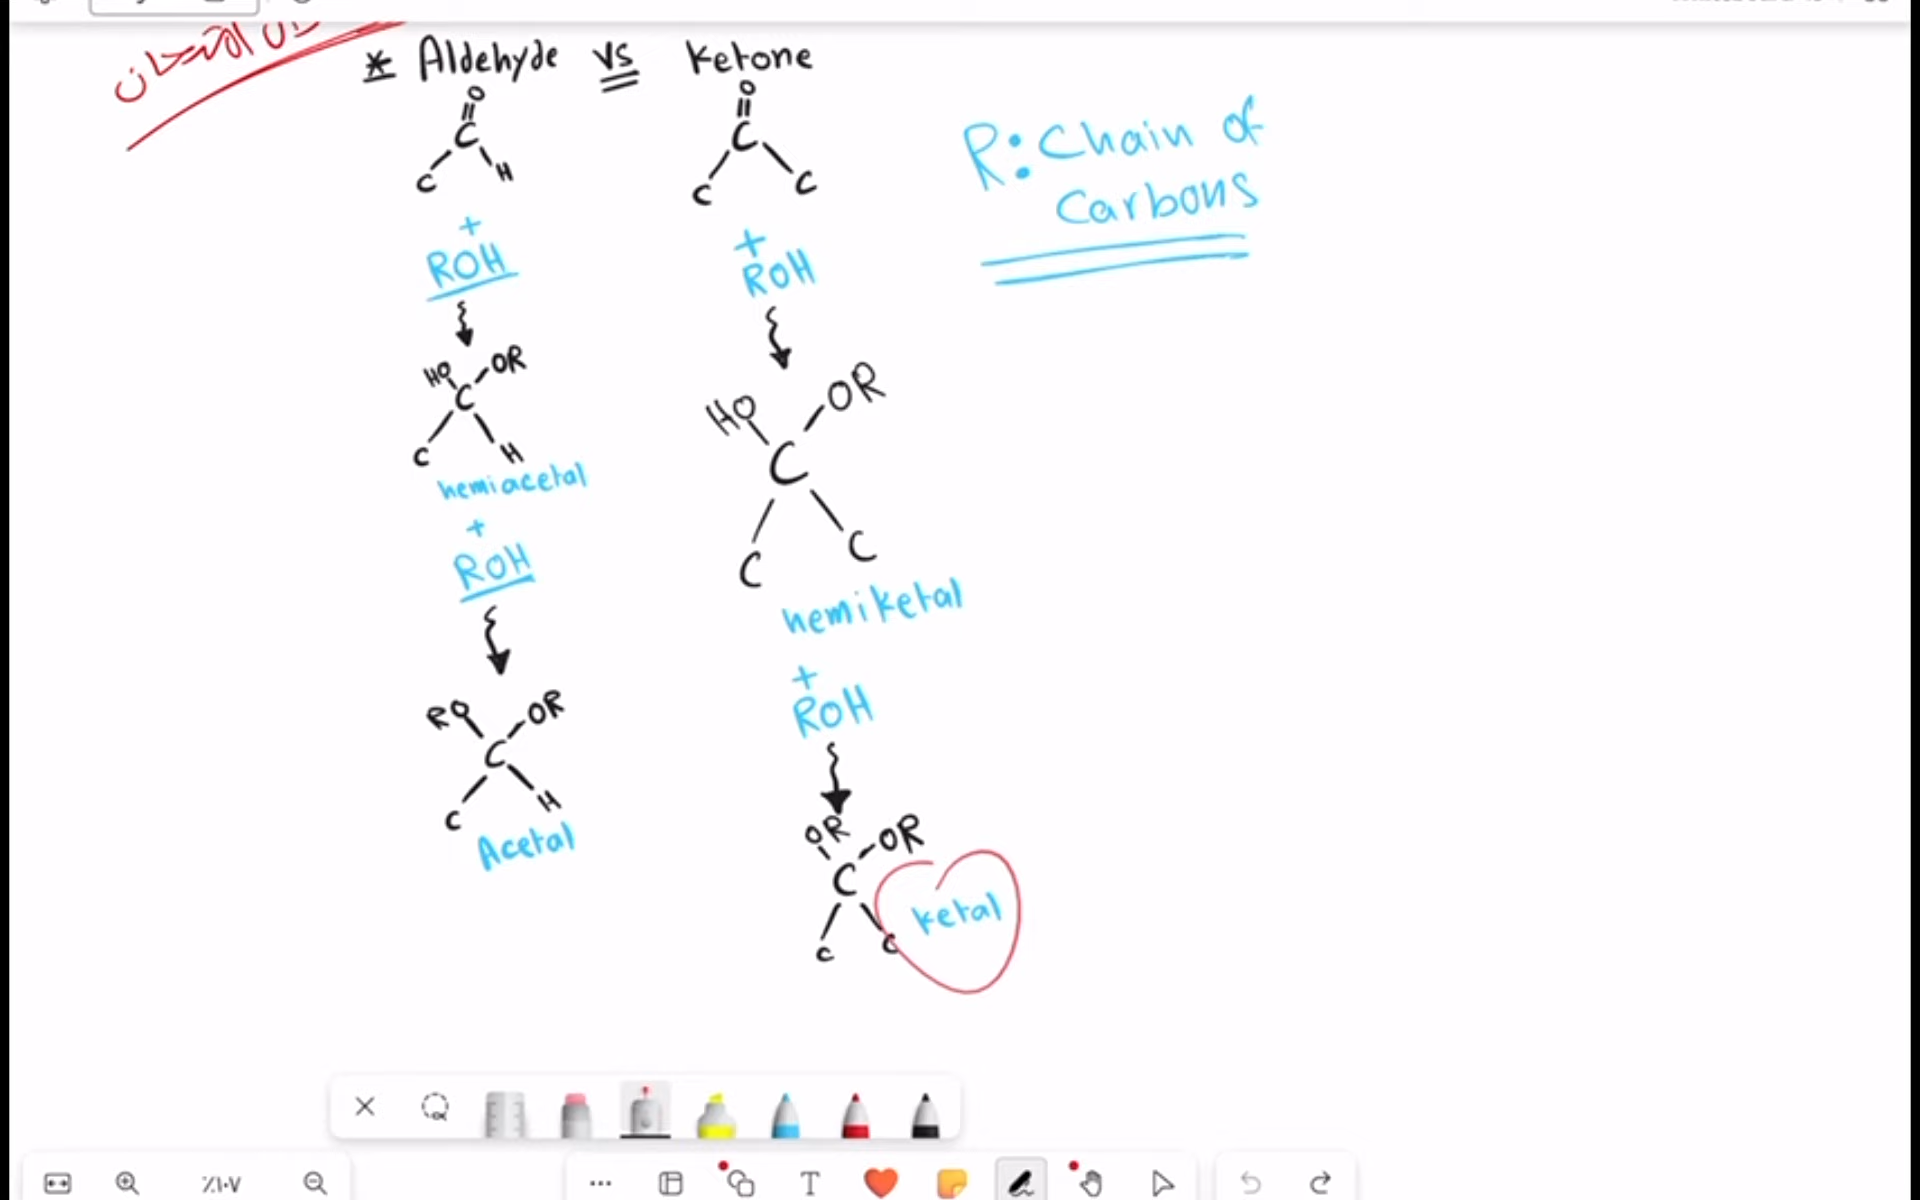 * Aldehyde vs Ketone
O
C
C H
O
C
C C
R: Chain of
Carbons
+
ROH
HO OR
C
C H
hemiacetal
+
ROH
RO OR
C
C H
Acetal
+
ROH
HO OR
C
C C
hemiketal
+
ROH
OR OR
C
C C
ketal
T